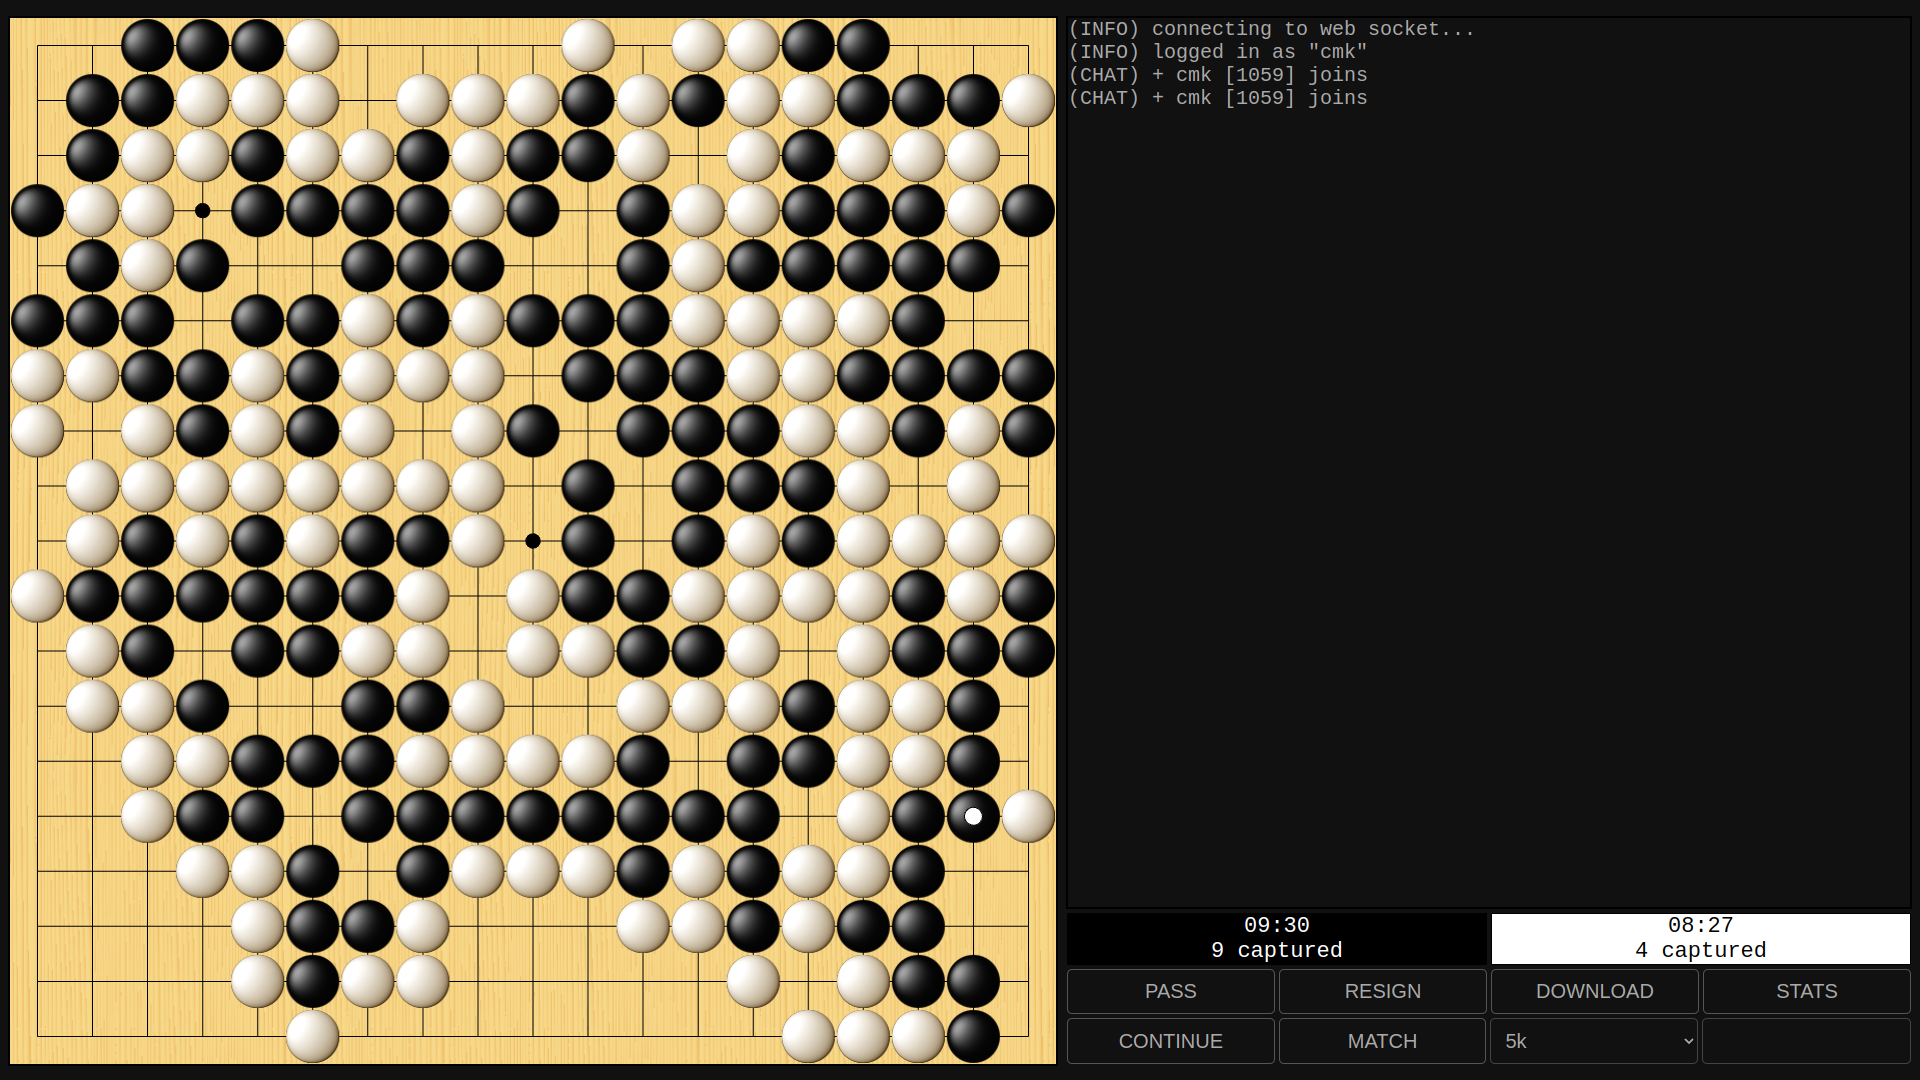 (INFO) connecting to web socket...
(INFO) logged in as "cmk"
(CHAT) + cmk [1059] joins
(CHAT) + cmk [1059] joins
09:30
9 captured
08:27
4 captured
PASS
RESIGN
DOWNLOAD
STATS
CONTINUE
MATCH
5k